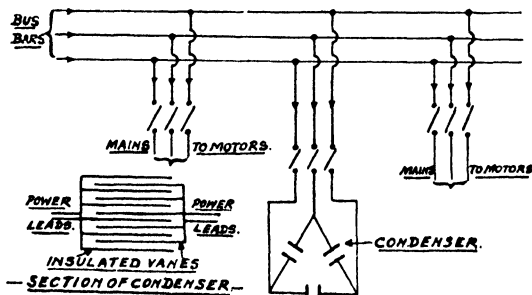 BUS
BARS
MAINS TO MOTORS.
MAINS TO MOTORS.
POWER LEADS.
POWER LEADS.
INSULATED VANES
— SECTION OF CONDENSER. —
CONDENSER.